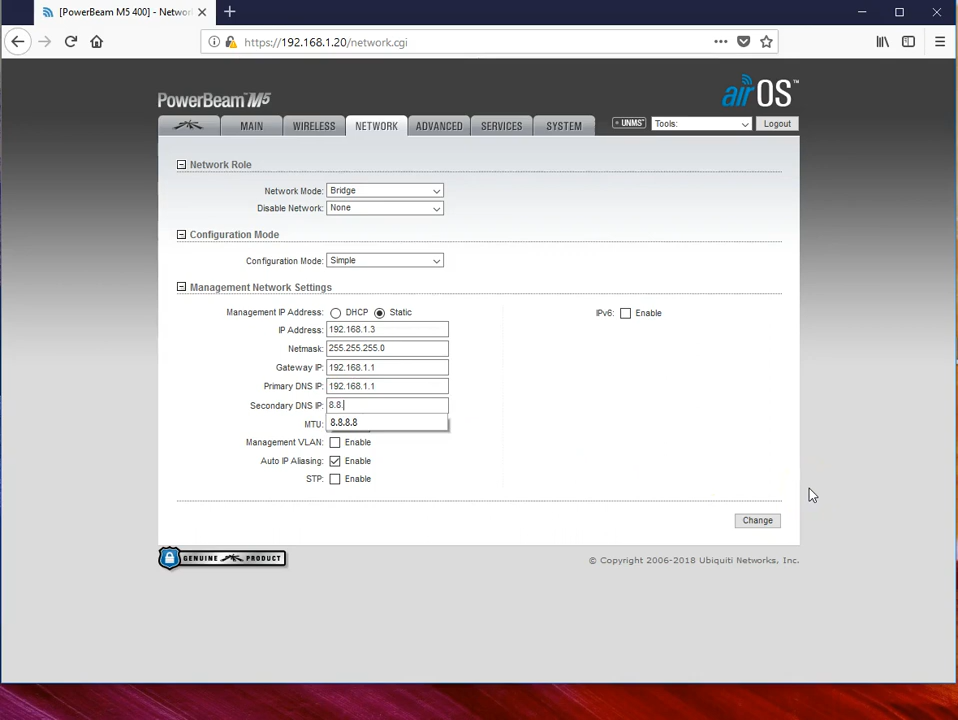 [PowerBeam M5 400] - Networ
https://192.168.1.20/network.cgi
PowerBeam M5
airOS™
MAIN WIRELESS NETWORK ADVANCED SERVICES SYSTEM UNMS Tools: Logout
Network Role
Network Mode: Bridge
Disable Network: None
Configuration Mode
Configuration Mode: Simple
Management Network Settings
Management IP Address: DHCP Static
IPv6: Enable
IP Address: 192.168.1.3
Netmask: 255.255.255.0
Gateway IP: 192.168.1.1
Primary DNS IP: 192.168.1.1
Secondary DNS IP: 8.8.
8.8.8.8
MTU:
Management VLAN: Enable
Auto IP Aliasing: Enable
STP: Enable
Change
GENUINE PRODUCT
© Copyright 2006-2018 Ubiquiti Networks, Inc.